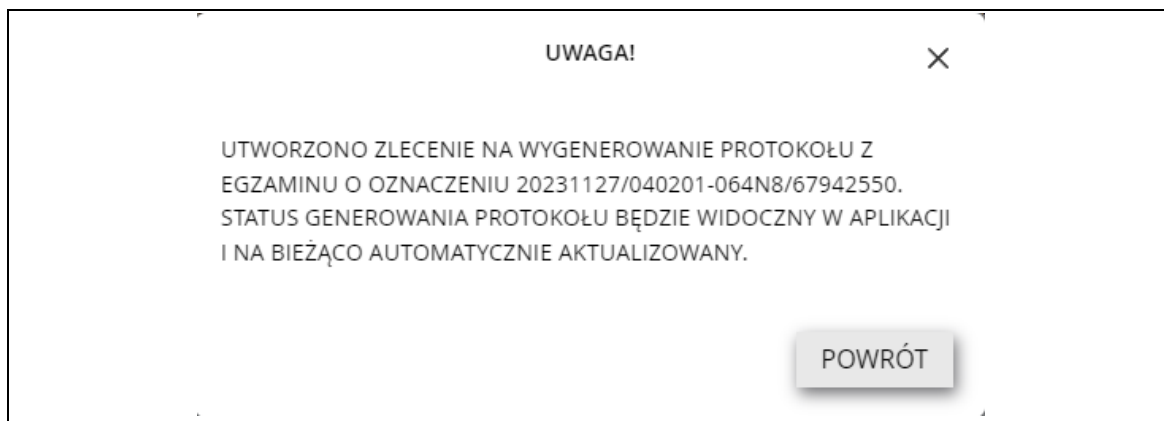 UWAGA!
UTWORZONO ZLECENIE NA WYGENEROWANIE PROTOKOŁU Z
EGZAMINU O OZNACZENIU 20231127/040201-064N8/67942550.
STATUS GENEROWANIA PROTOKOŁU BĘDZIE WIDOCZNY W APLIKACJI
I NA BIEŻĄCO AUTOMATYCZNIE AKTUALIZOWANY.
POWRÓT